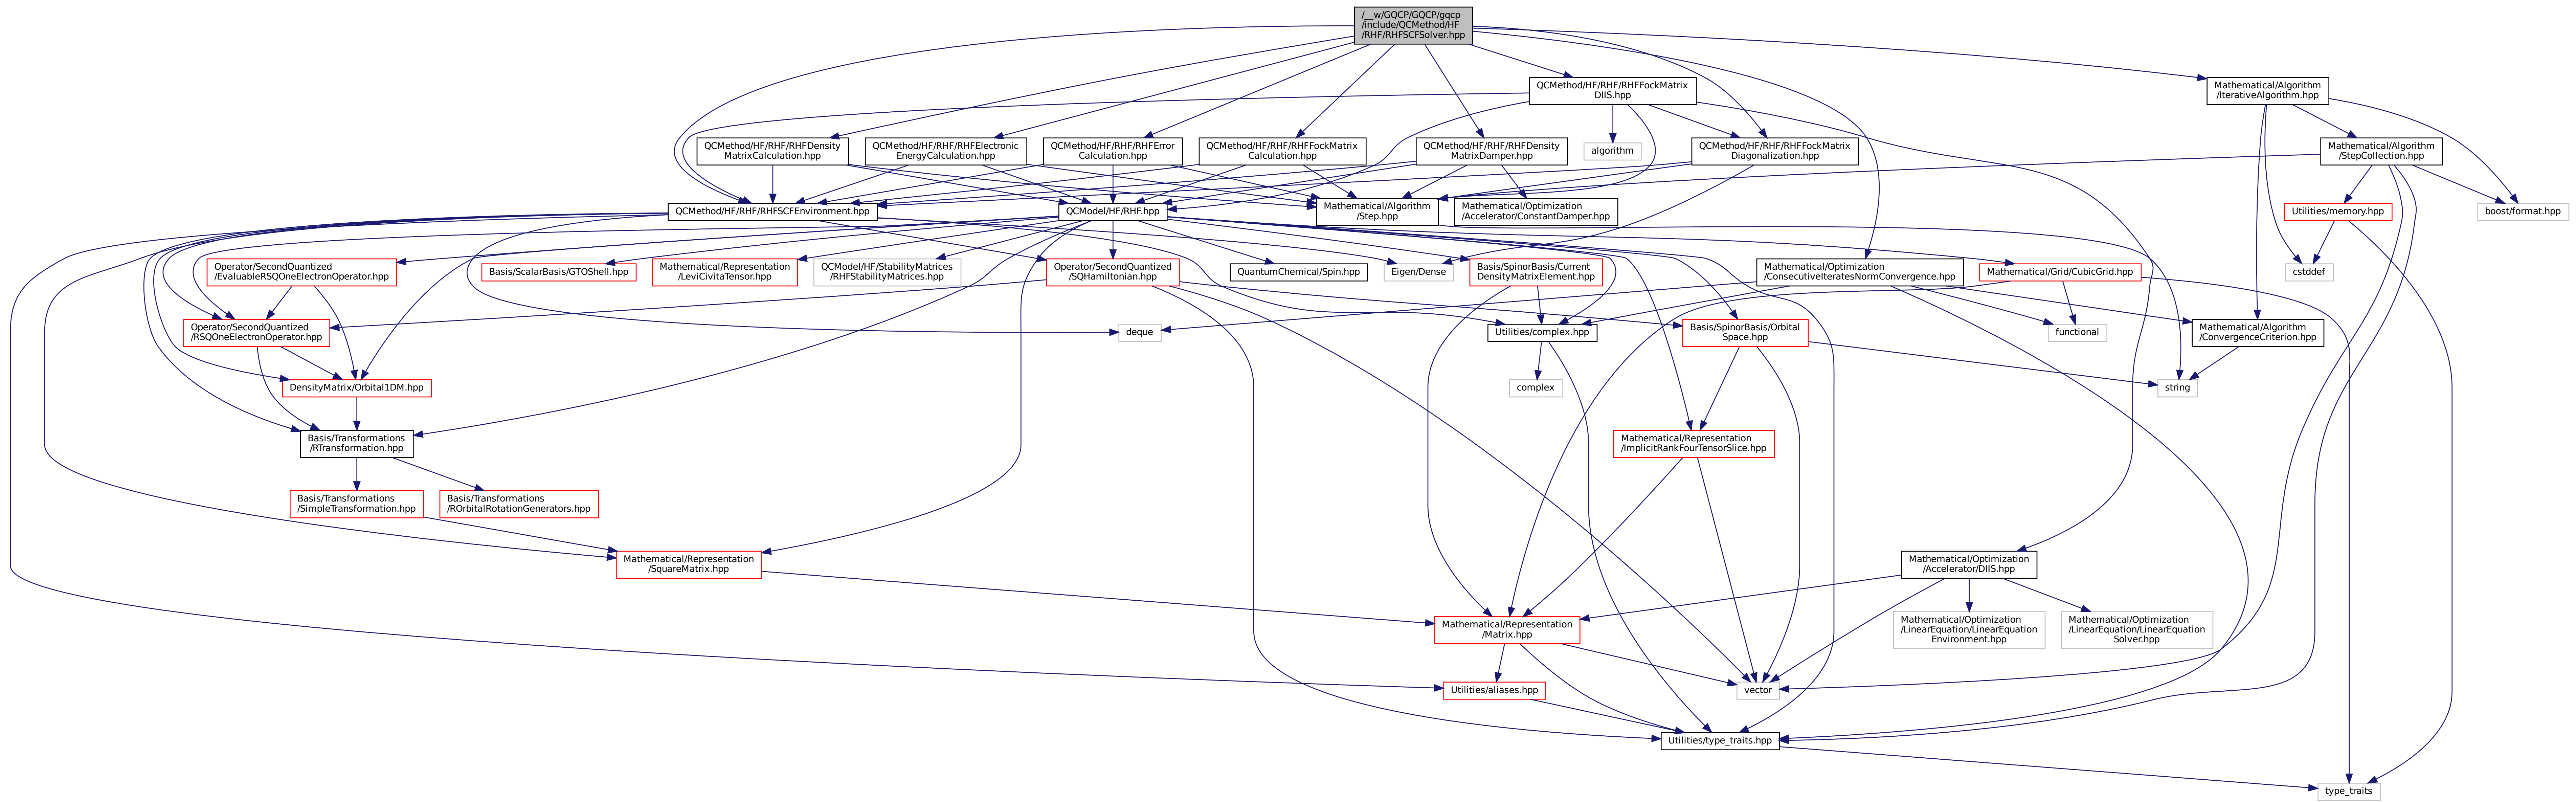 /__w/GQCP/GQCP/gqcp
/include/QCMethod/HF
/RHF/RHFSCFSolver.hpp
QCMethod/HF/RHF/RHFFockMatrix
DIIS.hpp
Mathematical/Algorithm
/IterativeAlgorithm.hpp
QCMethod/HF/RHF/RHFDensity
MatrixCalculation.hpp
QCMethod/HF/RHF/RHFElectronic
EnergyCalculation.hpp
QCMethod/HF/RHF/RHFError
Calculation.hpp
QCMethod/HF/RHF/RHFFockMatrix
Calculation.hpp
QCMethod/HF/RHF/RHFDensity
MatrixDamper.hpp
algorithm
QCMethod/HF/RHF/RHFFockMatrix
Diagonalization.hpp
Mathematical/Algorithm
/StepCollection.hpp
QCMethod/HF/RHF/RHFSCFEnvironment.hpp
QCModel/HF/RHF.hpp
Mathematical/Algorithm
/Step.hpp
Mathematical/Optimization
/Accelerator/ConstantDamper.hpp
Utilities/memory.hpp
boost/format.hpp
Operator/SecondQuantized
/EvaluableRSQOneElectronOperator.hpp
Basis/ScalarBasis/GTOShell.hpp
Mathematical/Representation
/LeviCivitaTensor.hpp
QCModel/HF/StabilityMatrices
/RHFStabilityMatrices.hpp
Operator/SecondQuantized
/SQHamiltonian.hpp
QuantumChemical/Spin.hpp
Eigen/Dense
Basis/SpinorBasis/Current
DensityMatrixElement.hpp
Mathematical/Optimization
/ConsecutiveIteratesNormConvergence.hpp
Mathematical/Grid/CubicGrid.hpp
cstddef
Operator/SecondQuantized
/RSQOneElectronOperator.hpp
deque
Utilities/complex.hpp
Basis/SpinorBasis/Orbital
Space.hpp
functional
Mathematical/Algorithm
/ConvergenceCriterion.hpp
DensityMatrix/Orbital1DM.hpp
complex
string
Basis/Transformations
/RTransformation.hpp
Mathematical/Representation
/ImplicitRankFourTensorSlice.hpp
Basis/Transformations
/SimpleTransformation.hpp
Basis/Transformations
/ROrbitalRotationGenerators.hpp
Mathematical/Representation
/SquareMatrix.hpp
Mathematical/Optimization
/Accelerator/DIIS.hpp
Mathematical/Representation
/Matrix.hpp
Mathematical/Optimization
/LinearEquation/LinearEquation
Environment.hpp
Mathematical/Optimization
/LinearEquation/LinearEquation
Solver.hpp
Utilities/aliases.hpp
vector
Utilities/type_traits.hpp
type_traits